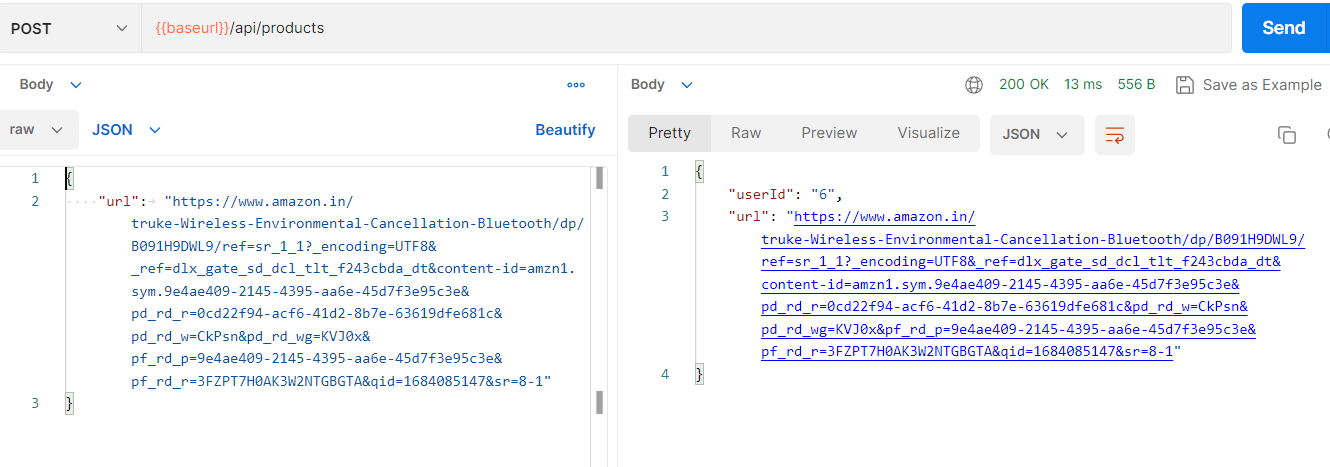 POST {{baseurl}}/api/products Send
Body Body 200 OK 13 ms 556 B Save as Example
raw JSON Beautify Pretty Raw Preview Visualize JSON
1 {
2 "url": "https://www.amazon.in/
truke-Wireless-Environmental-Cancellation-Bluetooth/dp/
B091H9DWL9/ref=sr_1_1?_encoding=UTF8&
_ref=dlx_gate_sd_dcl_tlt_f243cbda_dt&content-id=amzn1.
sym.9e4ae409-2145-4395-aa6e-45d7f3e95c3e&
pd_rd_r=0cd22f94-acf6-41d2-8b7e-63619dfe681c&
pd_rd_w=CkPsn&pd_rd_wg=KVJ0x&
pf_rd_p=9e4ae409-2145-4395-aa6e-45d7f3e95c3e&
pf_rd_r=3FZPT7H0AK3W2NTGBGTA&qid=1684085147&sr=8-1"
3 }
1 {
2 "userId": "6",
3 "url": "https://www.amazon.in/
truke-Wireless-Environmental-Cancellation-Bluetooth/dp/B091H9DWL9/
ref=sr_1_1?_encoding=UTF8&_ref=dlx_gate_sd_dcl_tlt_f243cbda_dt&
content-id=amzn1.sym.9e4ae409-2145-4395-aa6e-45d7f3e95c3e&
pd_rd_r=0cd22f94-acf6-41d2-8b7e-63619dfe681c&pd_rd_w=CkPsn&
pd_rd_wg=KVJ0x&pf_rd_p=9e4ae409-2145-4395-aa6e-45d7f3e95c3e&
pf_rd_r=3FZPT7H0AK3W2NTGBGTA&qid=1684085147&sr=8-1"
4 }